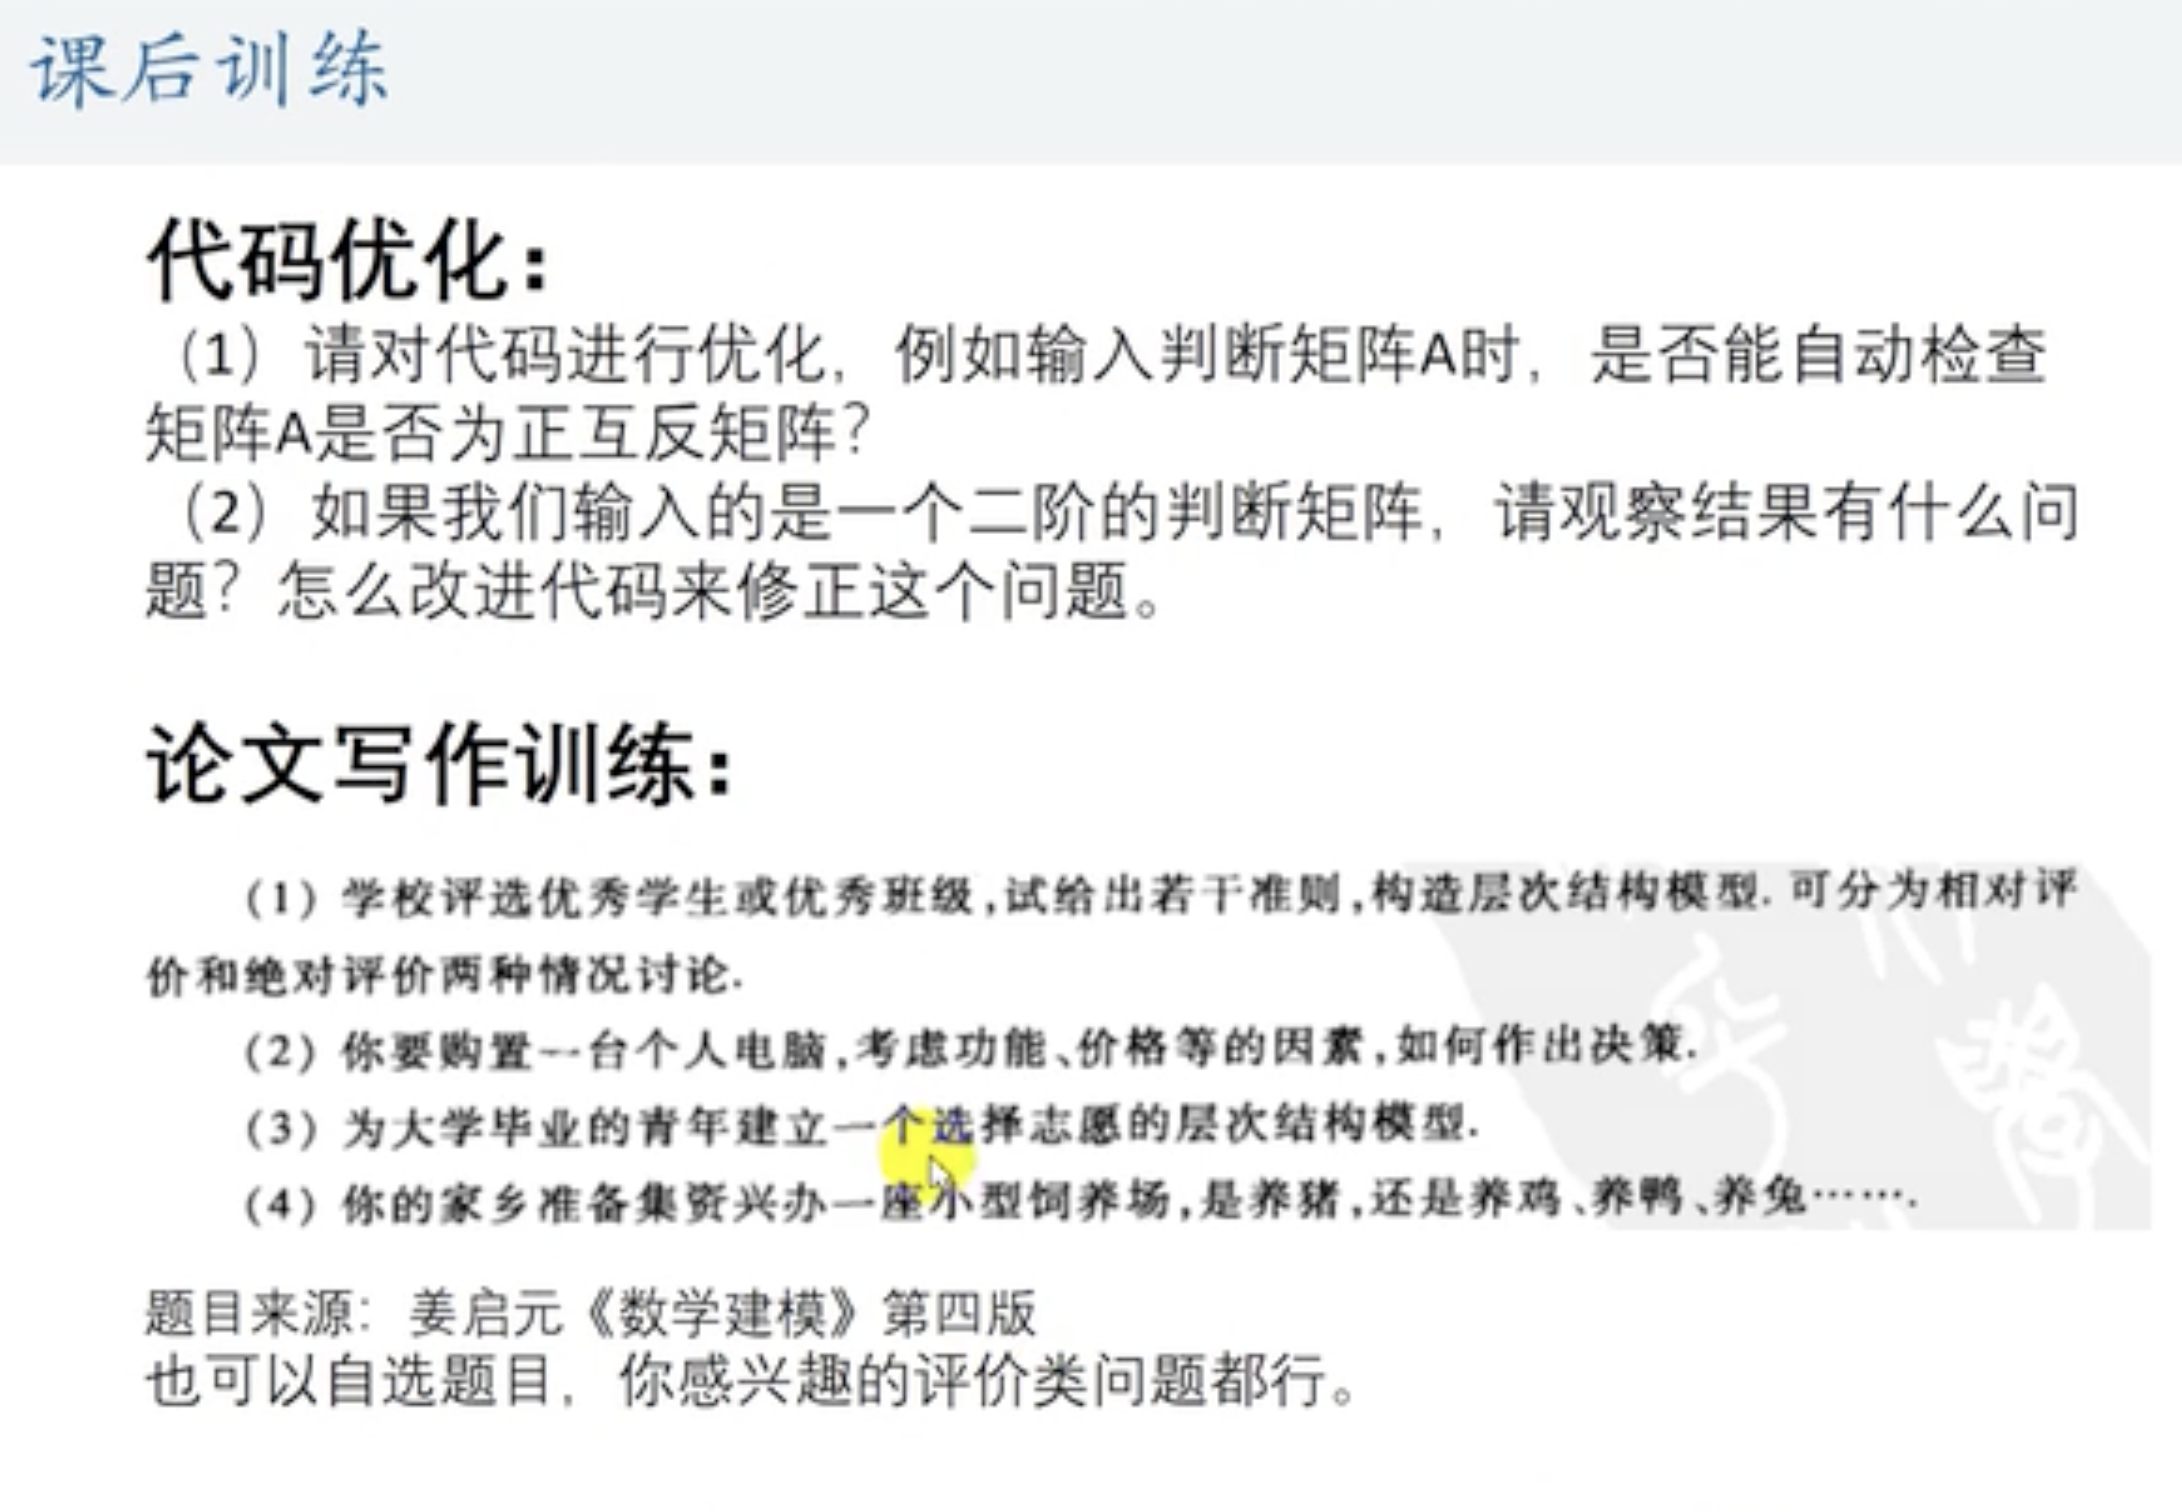 课后训练
代码优化：
（1）请对代码进行优化，例如输入判断矩阵A时，是否能自动检查
矩阵A是否为正互反矩阵？
（2）如果我们输入的是一个二阶的判断矩阵，请观察结果有什么问
题？怎么改进代码来修正这个问题。
论文写作训练：
(1) 学校评选优秀学生或优秀班级,试给出若干准则,构造层次结构模型. 可分为相对评
价和绝对评价两种情况讨论.
(2) 你要购置一台个人电脑,考虑功能、价格等的因素,如何作出决策.
(3) 为大学毕业的青年建立一个选择志愿的层次结构模型.
(4) 你的家乡准备集资兴办一座小型饲养场,是养猪,还是养鸡、养鸭、养兔…….
题目来源：姜启元《数学建模》第四版
也可以自选题目，你感兴趣的评价类问题都行。